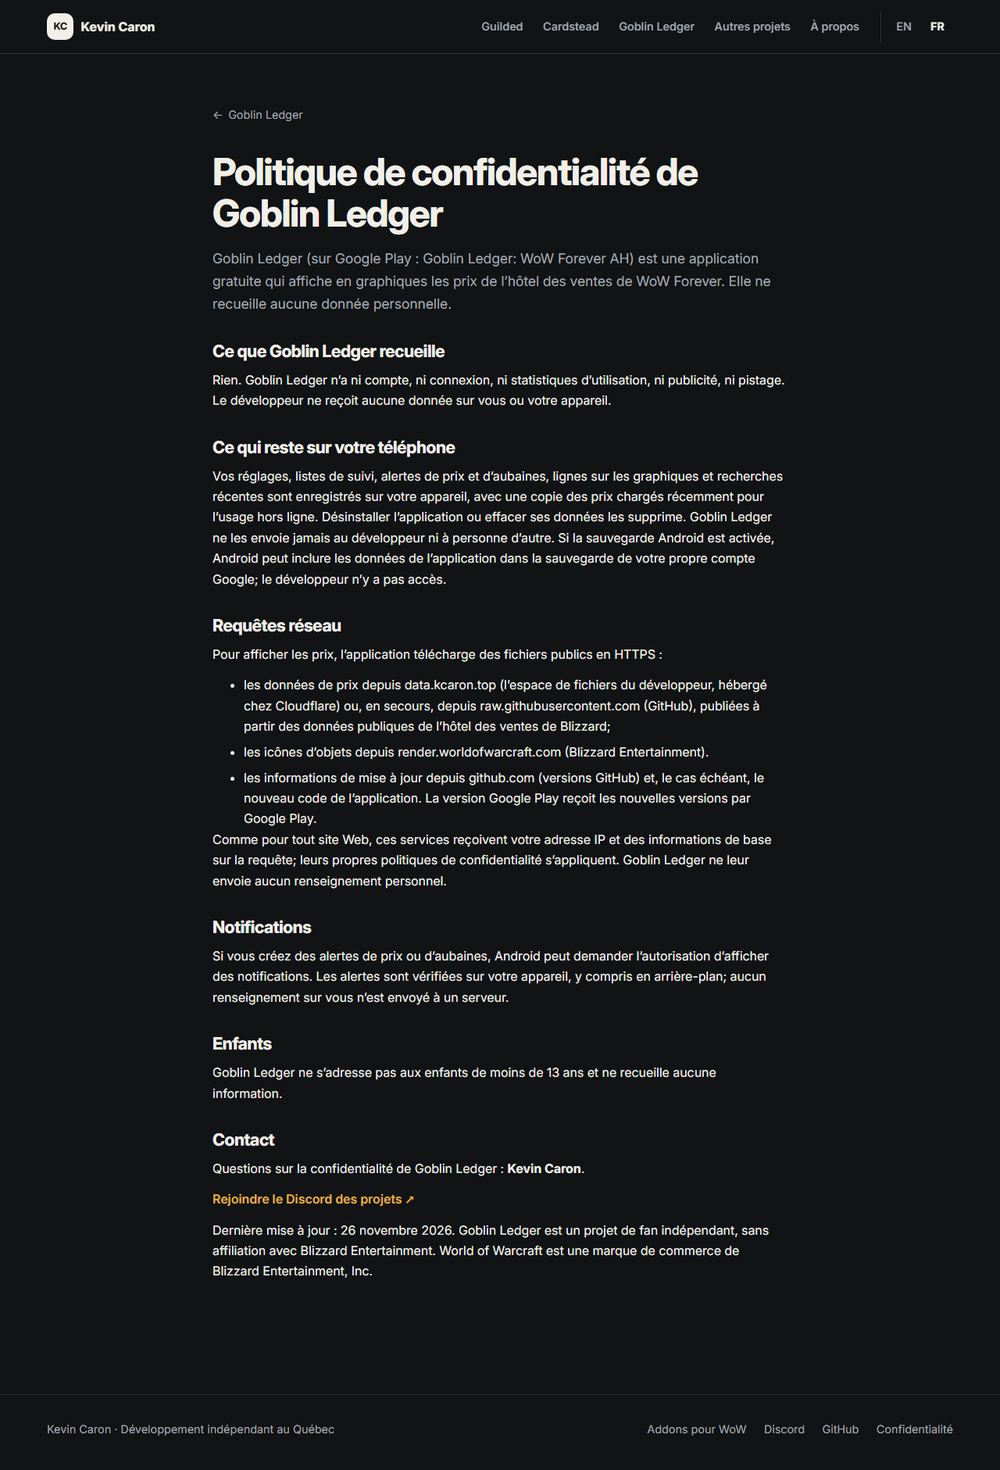 KC Kevin Caron
Guilded Cardstead Goblin Ledger Autres projets À propos EN FR
← Goblin Ledger
Politique de confidentialité de
Goblin Ledger
Goblin Ledger (sur Google Play : Goblin Ledger: WoW Forever AH) est une application
gratuite qui affiche en graphiques les prix de l’hôtel des ventes de WoW Forever. Elle ne
recueille aucune donnée personnelle.
Ce que Goblin Ledger recueille
Rien. Goblin Ledger n’a ni compte, ni connexion, ni statistiques d’utilisation, ni publicité, ni pistage.
Le développeur ne reçoit aucune donnée sur vous ou votre appareil.
Ce qui reste sur votre téléphone
Vos réglages, listes de suivi, alertes de prix et d’aubaines, lignes sur les graphiques et recherches
récentes sont enregistrés sur votre appareil, avec une copie des prix chargés récemment pour
l’usage hors ligne. Désinstaller l’application ou effacer ses données les supprime. Goblin Ledger
ne les envoie jamais au développeur ni à personne d’autre. Si la sauvegarde Android est activée,
Android peut inclure les données de l’application dans la sauvegarde de votre propre compte
Google; le développeur n’y a pas accès.
Requêtes réseau
Pour afficher les prix, l’application télécharge des fichiers publics en HTTPS :
• les données de prix depuis data.kcaron.top (l’espace de fichiers du développeur, hébergé
chez Cloudflare) ou, en secours, depuis raw.githubusercontent.com (GitHub), publiées à
partir des données publiques de l’hôtel des ventes de Blizzard;
• les icônes d’objets depuis render.worldofwarcraft.com (Blizzard Entertainment).
• les informations de mise à jour depuis github.com (versions GitHub) et, le cas échéant, le
nouveau code de l’application. La version Google Play reçoit les nouvelles versions par
Google Play.
Comme pour tout site Web, ces services reçoivent votre adresse IP et des informations de base
sur la requête; leurs propres politiques de confidentialité s’appliquent. Goblin Ledger ne leur
envoie aucun renseignement personnel.
Notifications
Si vous créez des alertes de prix ou d’aubaines, Android peut demander l’autorisation d’afficher
des notifications. Les alertes sont vérifiées sur votre appareil, y compris en arrière-plan; aucun
renseignement sur vous n’est envoyé à un serveur.
Enfants
Goblin Ledger ne s’adresse pas aux enfants de moins de 13 ans et ne recueille aucune
information.
Contact
Questions sur la confidentialité de Goblin Ledger : Kevin Caron.
Rejoindre le Discord des projets ↗
Dernière mise à jour : 26 novembre 2026. Goblin Ledger est un projet de fan indépendant, sans
affiliation avec Blizzard Entertainment. World of Warcraft est une marque de commerce de
Blizzard Entertainment, Inc.
Kevin Caron · Développement indépendant au Québec
Addons pour WoW Discord GitHub Confidentialité